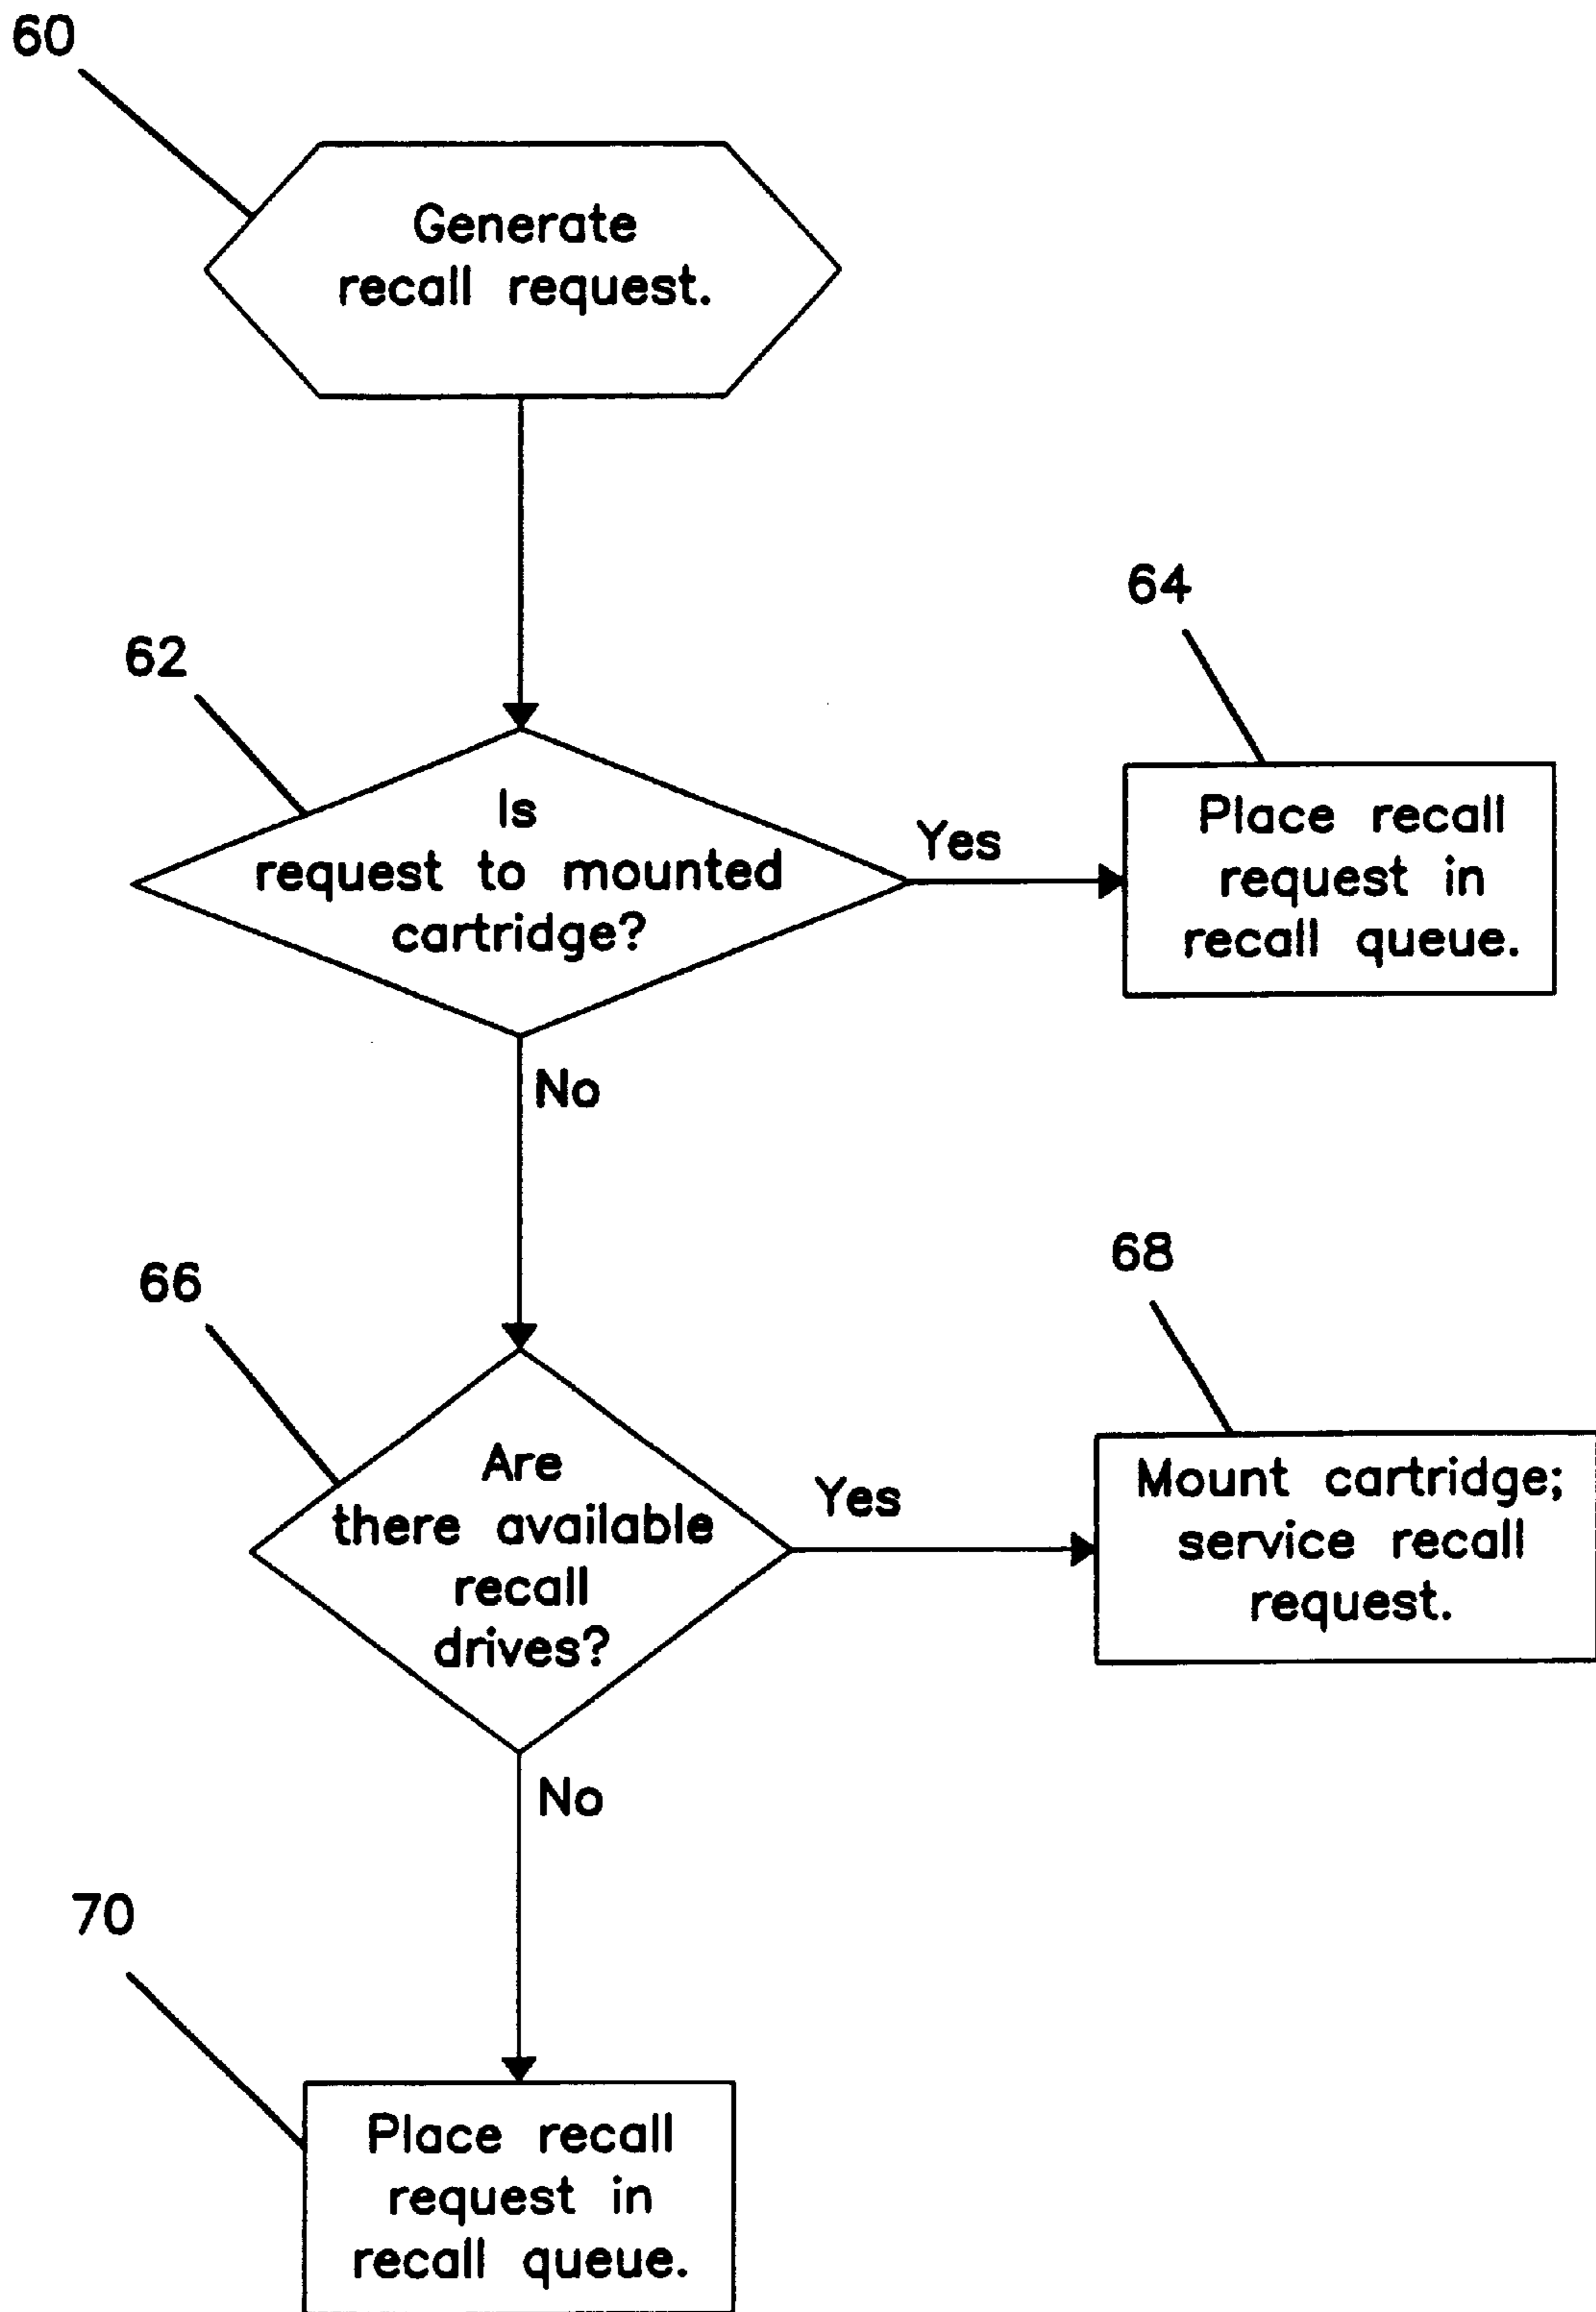 60
Generate
recall request.
64
62
Is
request to mounted
cartridge?
Yes
Place recall
request in
recall queue.
No
68
66
Are
there available
recall
drives?
Yes
Mount cartridge;
service recall
request.
No
70
Place recall
request in
recall queue.